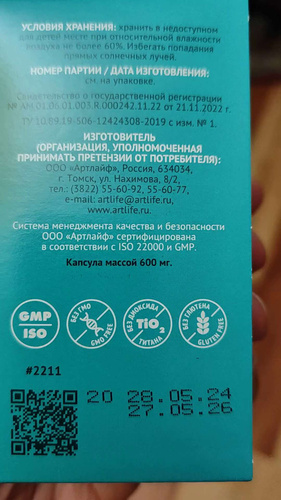 УСЛОВИЯ ХРАНЕНИЯ: хранить в недоступном
для детей месте при относительной влажности
воздуха не более 60%. Избегать попадания
прямых солнечных лучей.
НОМЕР ПАРТИИ / ДАТА ИЗГОТОВЛЕНИЯ:
см. на упаковке.
Свидетельство о государственной регистрации
№ AM.01.06.01.003.R.000242.11.22 от 21.11.2022 г.
ТУ 10.89.19-506-12424308-2019 с изм. № 1.
ИЗГОТОВИТЕЛЬ
(ОРГАНИЗАЦИЯ, УПОЛНОМОЧЕННАЯ
ПРИНИМАТЬ ПРЕТЕНЗИИ ОТ ПОТРЕБИТЕЛЯ):
ООО «Артлайф», Россия, 634034,
г. Томск, ул. Нахимова, 8/2,
тел.: (3822) 55-60-92, 55-60-77,
e-mail: artlife@artlife.ru,
www.artlife.ru
Система менеджмента качества и безопасности
ООО «Артлайф» сертифицирована
в соответствии с ISO 22000 и GMP.
Капсула массой 600 мг.
GMP
ISO
БЕЗ ГМО
GMO FREE
БЕЗ ДИОКСИДА
TIO2
ТИТАНА
БЕЗ ГЛЮТЕНА
GLUTEN FREE
#2211
20 28.05.24
27.05.26